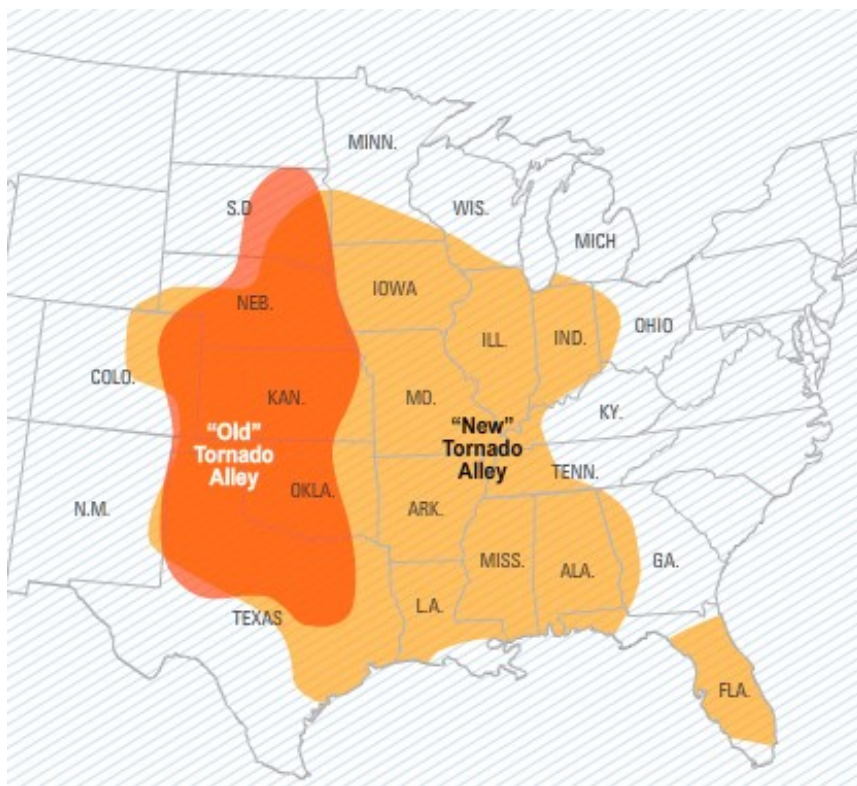 MINN.
S.D
WIS.
MICH
NEB.
IOWA
ILL.
IND.
OHIO
COLO.
KAN.
MO.
KY.
“Old”
Tornado
Alley
“New”
Tornado
Alley
TENN.
N.M.
OKLA.
ARK.
MISS.
ALA.
GA.
TEXAS
L.A.
FLA.